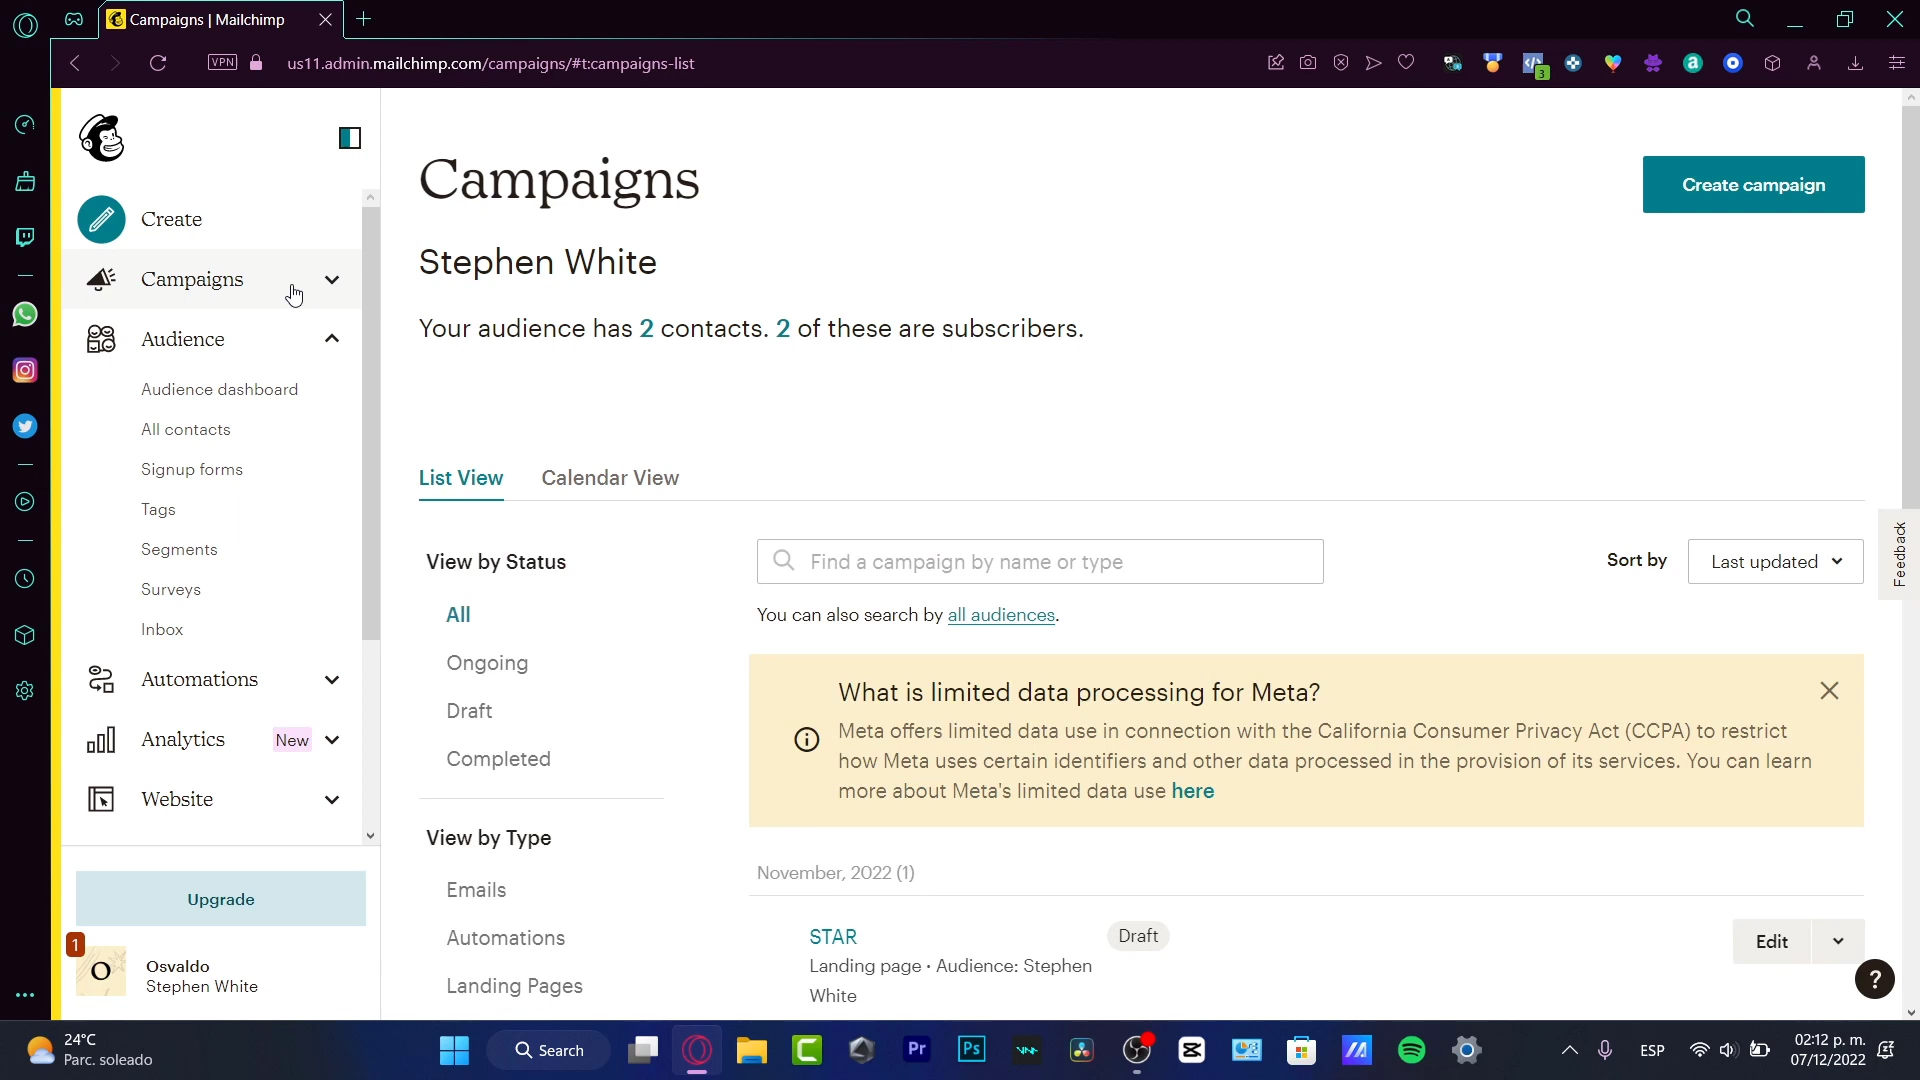 Campaigns | Mailchimp
VPN
us11.admin.mailchimp.com/campaigns/#t:campaigns-list
3
a
Create
Campaigns
Audience
Audience dashboard
All contacts
Signup forms
Tags
Segments
Surveys
Inbox
Automations
Analytics New
Website
Upgrade
1
O
Osvaldo
Stephen White
Campaigns
Create campaign
Stephen White
Your audience has 2 contacts. 2 of these are subscribers.
List View Calendar View
View by Status
All
Ongoing
Draft
Completed
View by Type
Emails
Automations
Landing Pages
Find a campaign by name or type
Sort by Last updated
You can also search by all audiences.
What is limited data processing for Meta?
Meta offers limited data use in connection with the California Consumer Privacy Act (CCPA) to restrict
how Meta uses certain identifiers and other data processed in the provision of its services. You can learn
more about Meta's limited data use here
November, 2022 (1)
STAR Draft
Landing page • Audience: Stephen
White
Edit
Feedback
?
24°C
Parc. soleado
Search
Pr
Ps
ESP
02:12 p. m.
07/12/2022